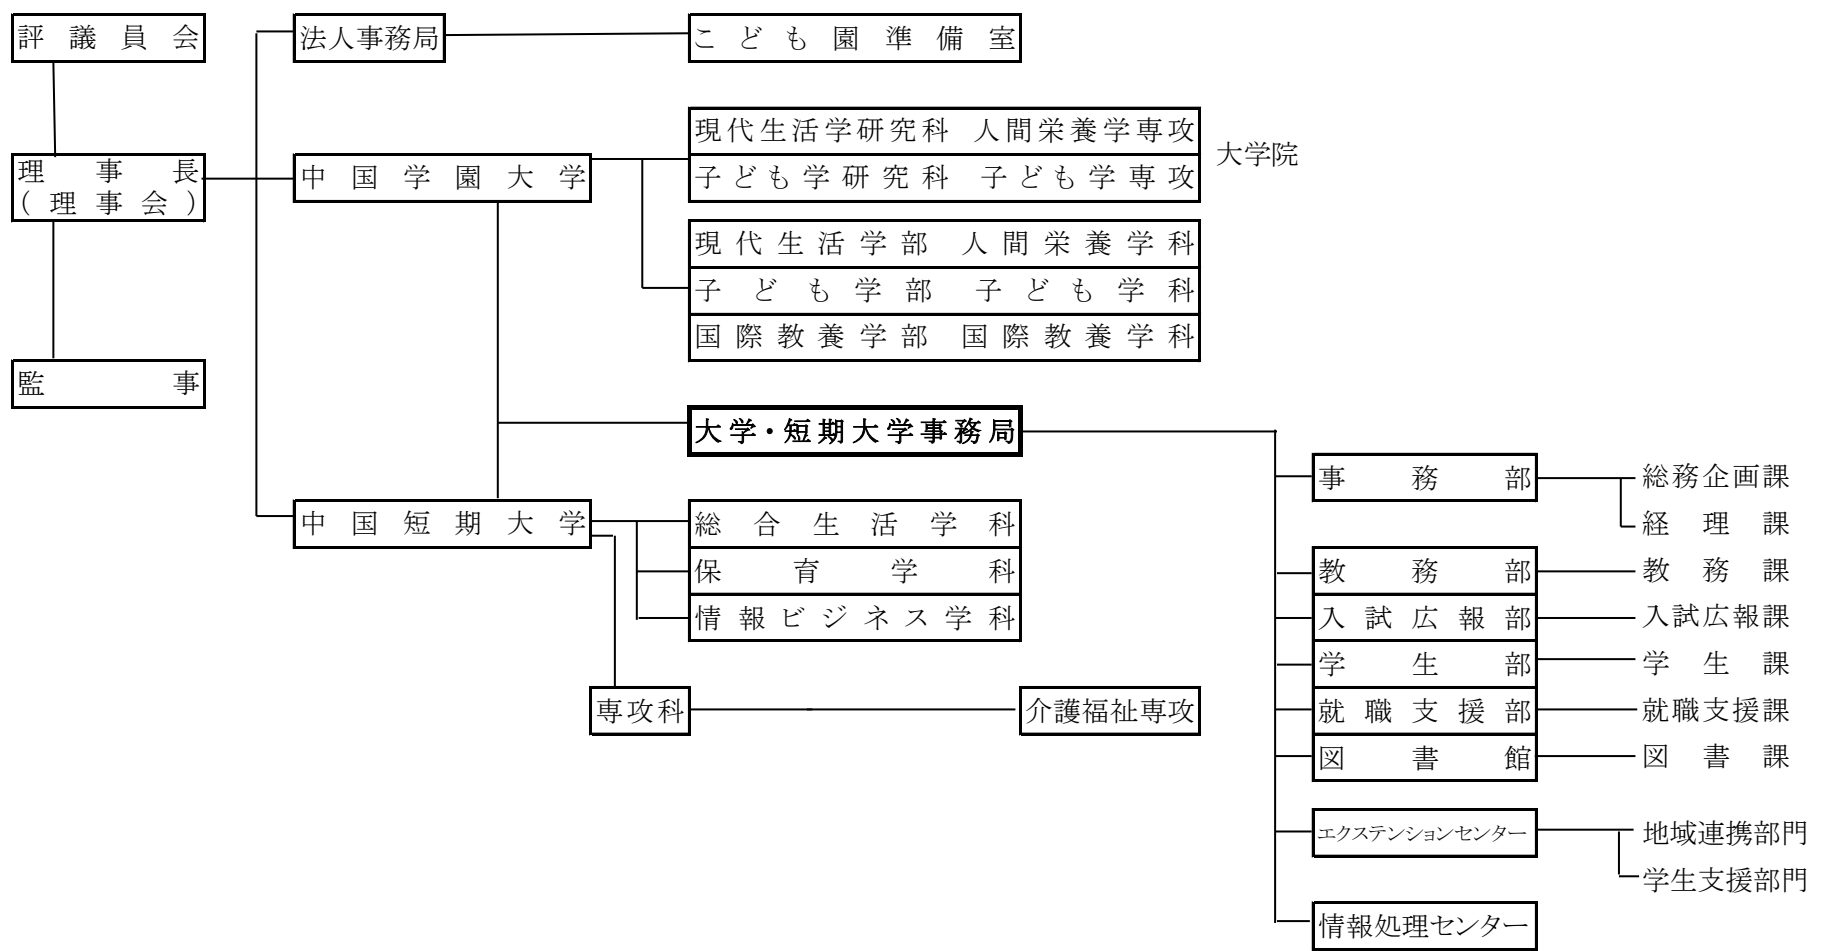 評議員会
法人事務局
こども園準備室
理事長
(理事会)
中国学園大学
現代生活学研究科 人間栄養学専攻
子ども学研究科 子ども学専攻
大学院
現代生活学部 人間栄養学科
子ども学部 子ども学科
国際教養学部 国際教養学科
監事
大学・短期大学事務局
中国短期大学
総合生活学科
保育学科
情報ビジネス学科
専攻科
介護福祉専攻
事務部
総務企画課
経理課
教務部
教務課
入試広報部
入試広報課
学生部
学生課
就職支援部
就職支援課
図書館
図書課
エクステンションセンター
地域連携部門
学生支援部門
情報処理センター